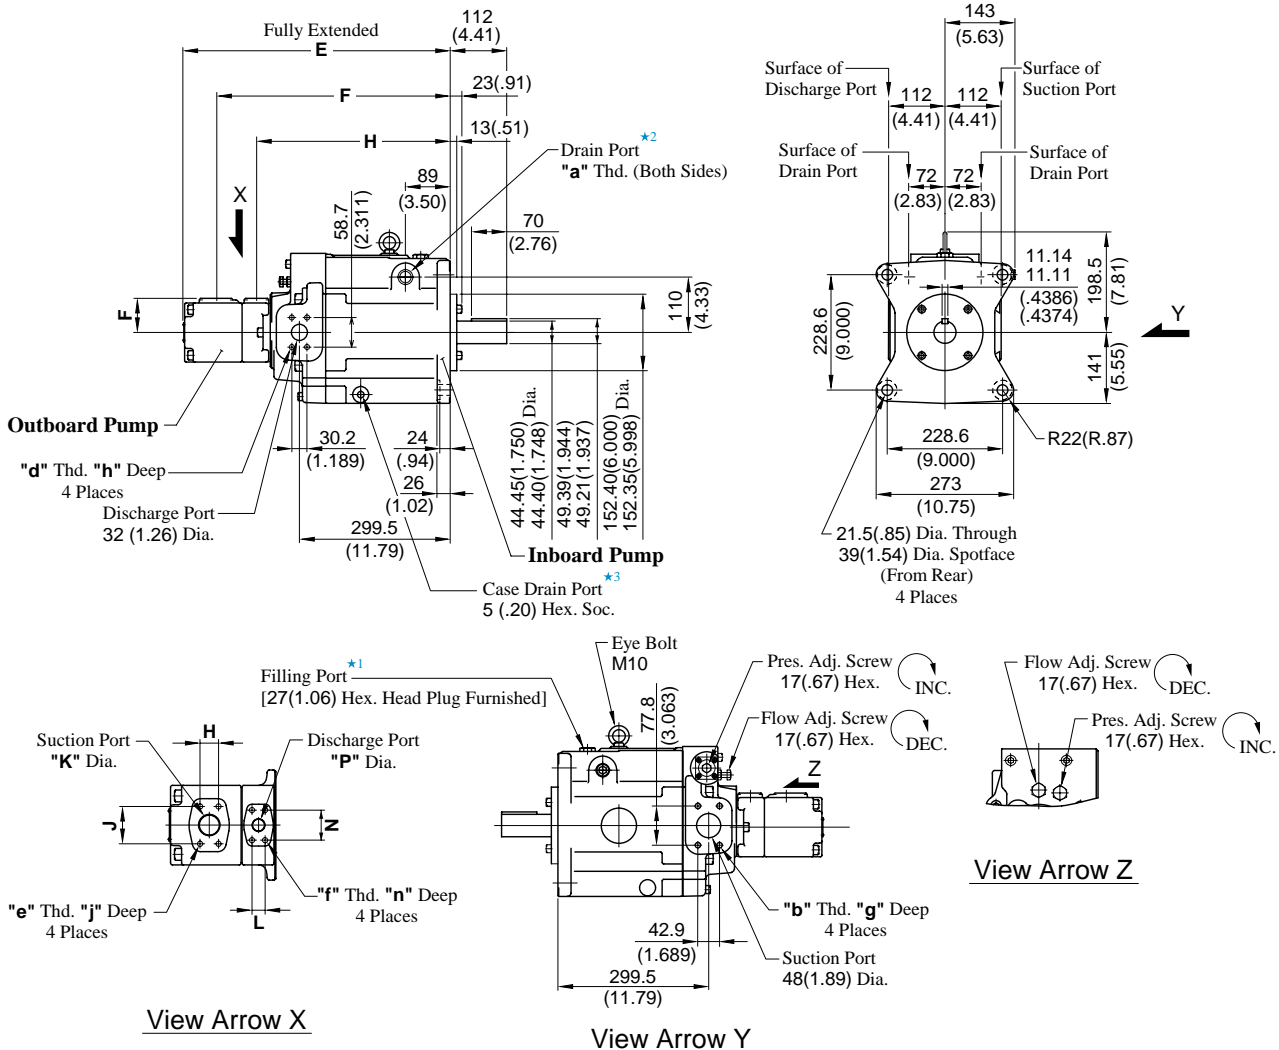 Fully Extended
E
112
(4.41)
F
23(.91)
H
13(.51)
Drain Port ★2
"a" Thd. (Both Sides)
89
(3.50)
X
58.7
(2.311)
70
(2.76)
F
110
(4.33)
Outboard Pump
"d" Thd. "h" Deep
4 Places
Discharge Port
32 (1.26) Dia.
30.2
(1.189)
24
(.94)
26
(1.02)
299.5
(11.79)
44.45(1.750) Dia.
44.40(1.748)
49.39(1.944)
49.21(1.937)
152.40(6.000) Dia.
152.35(5.998)
Inboard Pump
Case Drain Port ★3
5 (.20) Hex. Soc.
143
(5.63)
Surface of
Discharge Port
Surface of
Suction Port
112
(4.41)
112
(4.41)
Surface of
Drain Port
Surface of
Drain Port
72
(2.83)
72
(2.83)
11.14
11.11
(.4386)
(.4374)
198.5
(7.81)
Y
228.6
(9.000)
141
(5.55)
R22(R.87)
228.6
(9.000)
273
(10.75)
21.5(.85) Dia. Through
39(1.54) Dia. Spotface
(From Rear)
4 Places
Filling Port ★1
[27(1.06) Hex. Head Plug Furnished]
Suction Port
"K" Dia.
H
Discharge Port
"P" Dia.
J
N
"e" Thd. "j" Deep
4 Places
L
"f" Thd. "n" Deep
4 Places
View Arrow X
Eye Bolt
M10
77.8
(3.063)
Pres. Adj. Screw
17(.67) Hex.
INC.
Flow Adj. Screw
17(.67) Hex.
DEC.
Z
"b" Thd. "g" Deep
4 Places
42.9
(1.689)
Suction Port
48(1.89) Dia.
299.5
(11.79)
View Arrow Y
Flow Adj. Screw
17(.67) Hex.
DEC.
Pres. Adj. Screw
17(.67) Hex.
INC.
View Arrow Z